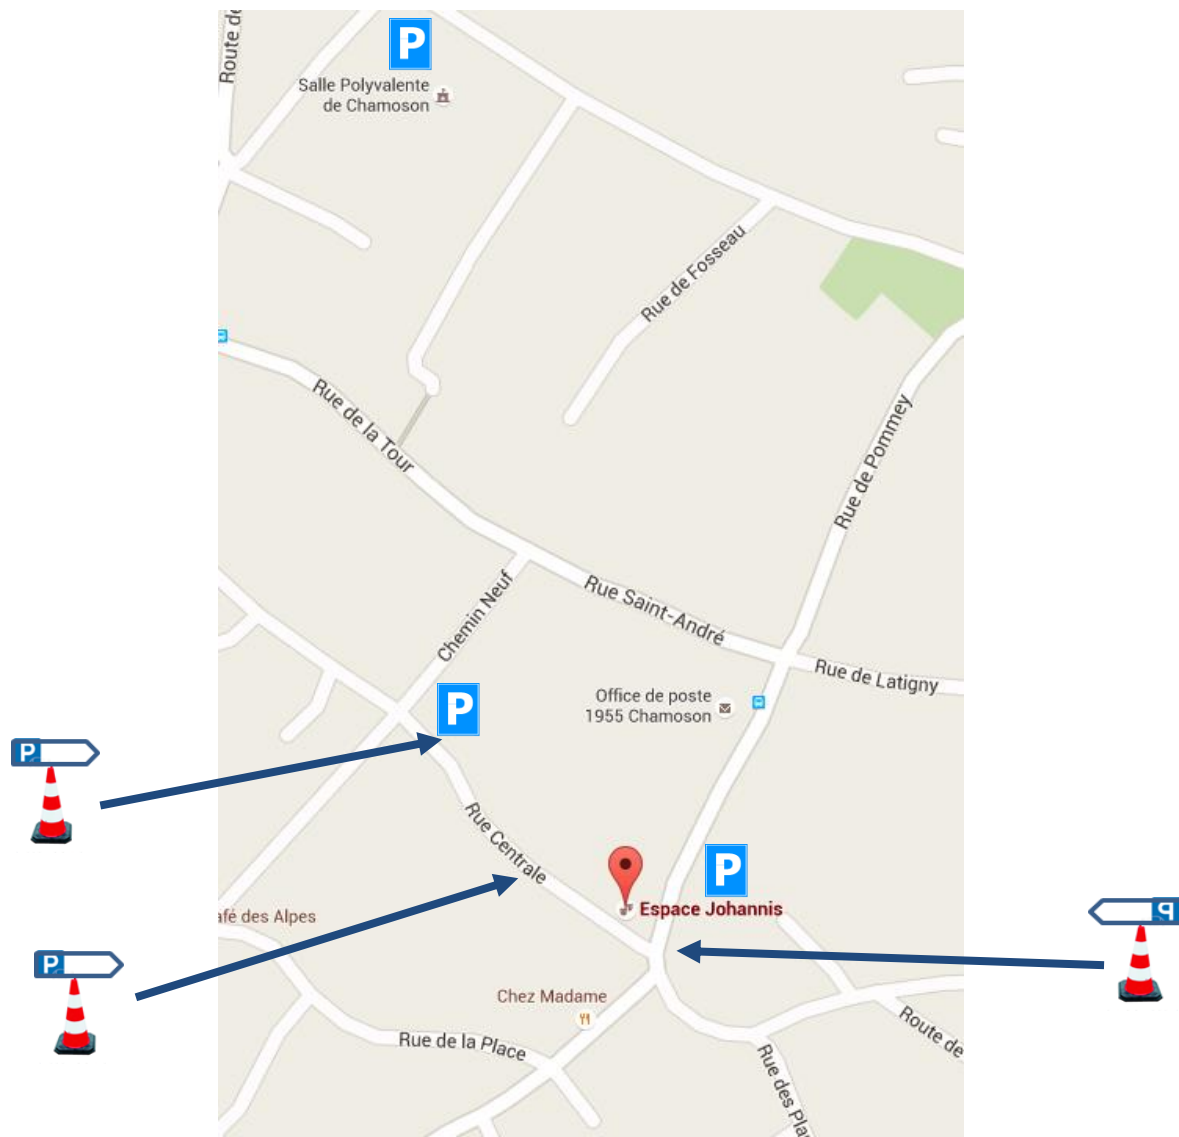 Route de
P
Salle Polyvalente
de Chamoson
Rue de Fosseau
Rue de la Tour
Rue de Pommey
Chemin Neuf
Rue Saint-André
Rue de Latigny
Office de poste
1955 Chamoson
P
P
Rue Centrale
P
Espace Johannis
afé des Alpes
P
P
Chez Madame
Rue de la Place
Route de
Rue des Pla